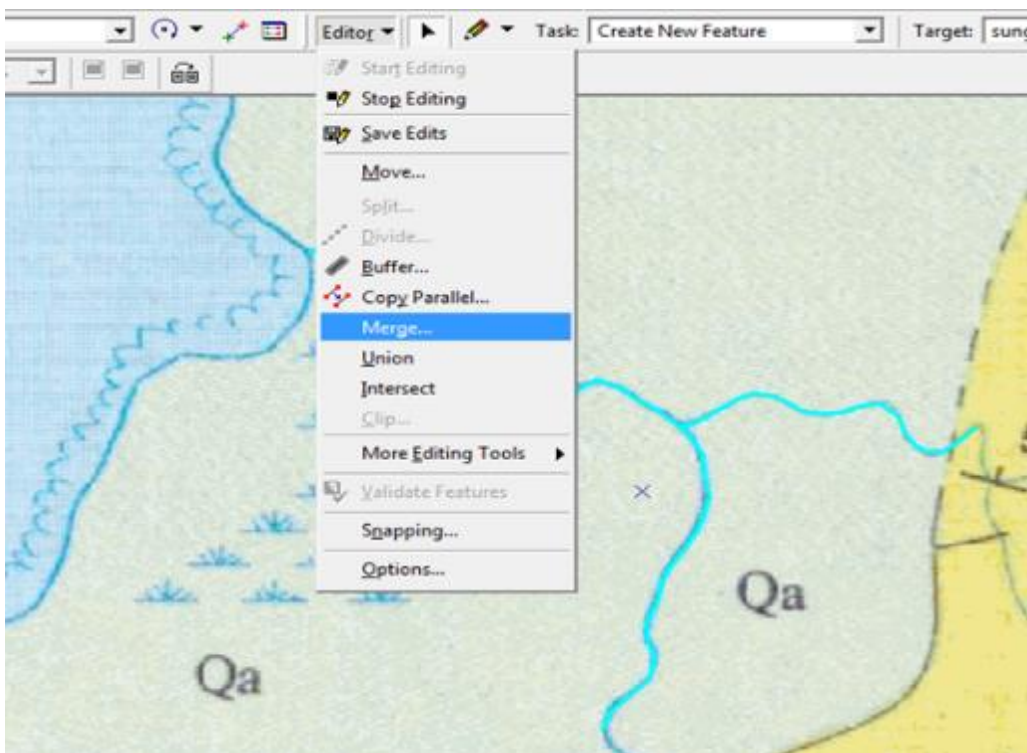 Editor Task: Create New Feature Target: sung
Start Editing
Stop Editing
Save Edits
Move...
Split...
Divide...
Buffer...
Copy Parallel...
Merge...
Union
Intersect
Clip...
More Editing Tools
Validate Features
Snapping...
Options...
Qa
Qa